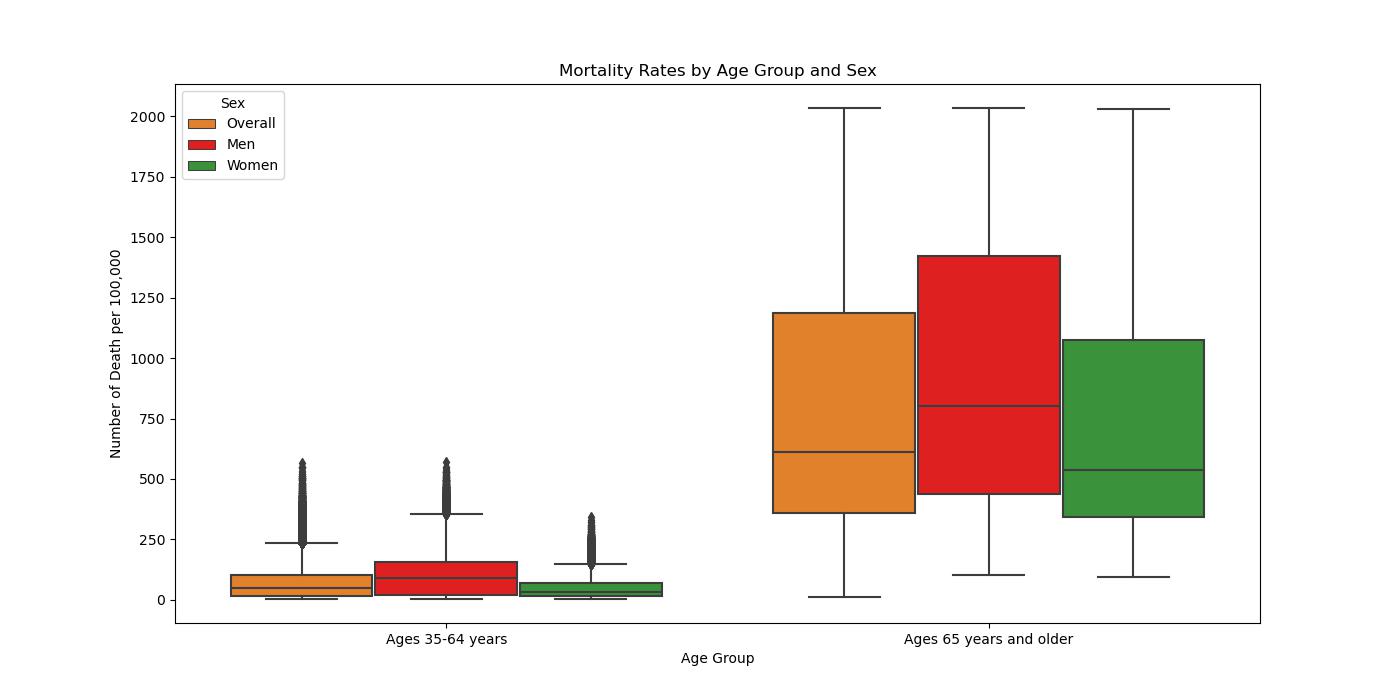 Mortality Rates by Age Group and Sex
Sex
Overall
Men
Women
2000
1750
1500
1250
1000
750
500
250
0
Number of Death per 100,000
Ages 35-64 years
Ages 65 years and older
Age Group